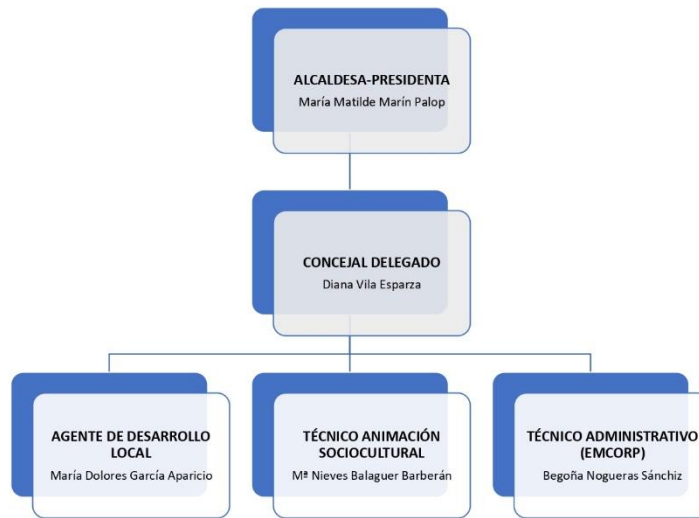 ALCALDESA-PRESIDENTA
María Matilde Marín Palop
CONCEJAL DELEGADO
Diana Vila Esparza
AGENTE DE DESARROLLO
LOCAL
María Dolores García Aparicio
TÉCNICO ANIMACIÓN
SOCIOCULTURAL
Mª Nieves Balaguer Barberán
TÉCNICO ADMINISTRATIVO
(EMCORP)
Begoña Nogueras Sánchiz